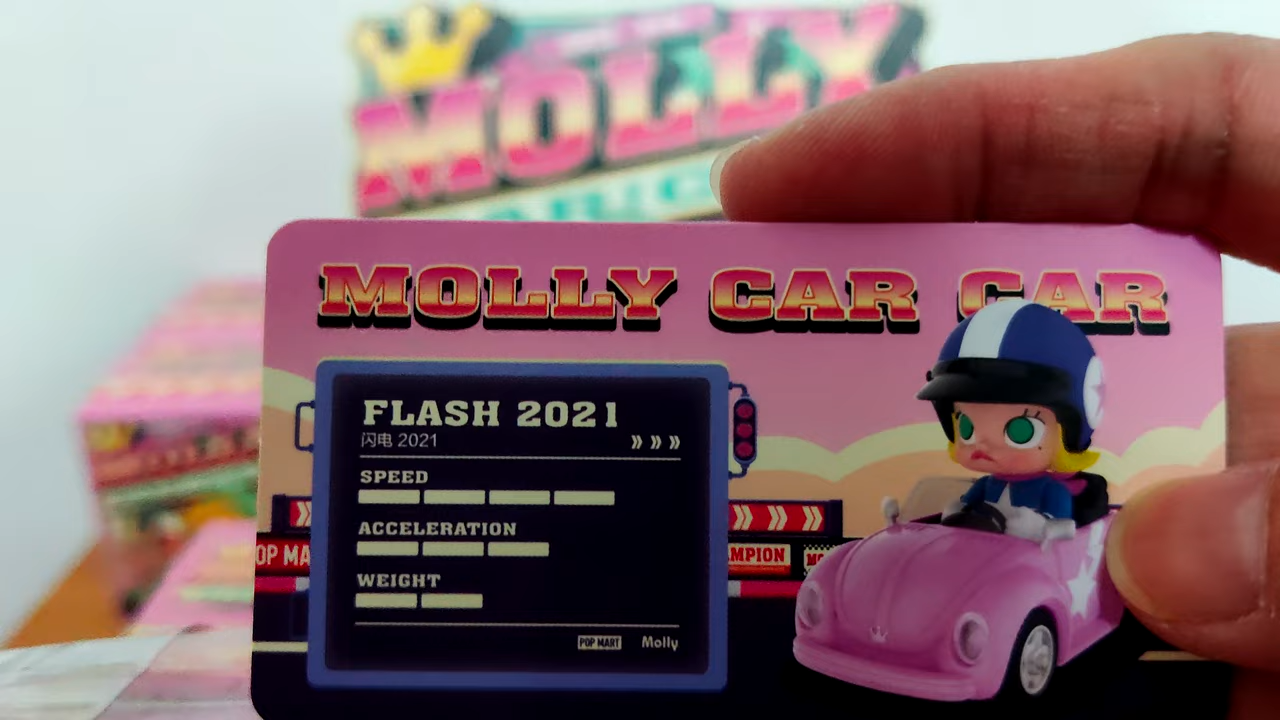 MOLLY
MOLLY CAR CAR
FLASH 2021
闪电 2021
SPEED
ACCELERATION
WEIGHT
OP MA
AMPION
POP MART Molly